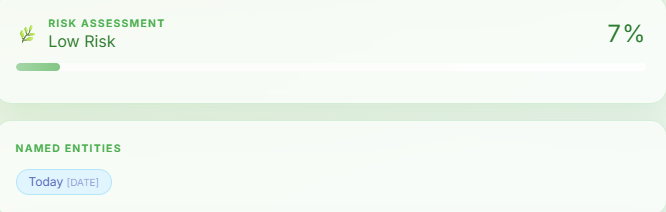 RISK ASSESSMENT
Low Risk
7%
NAMED ENTITIES
Today [DATE]